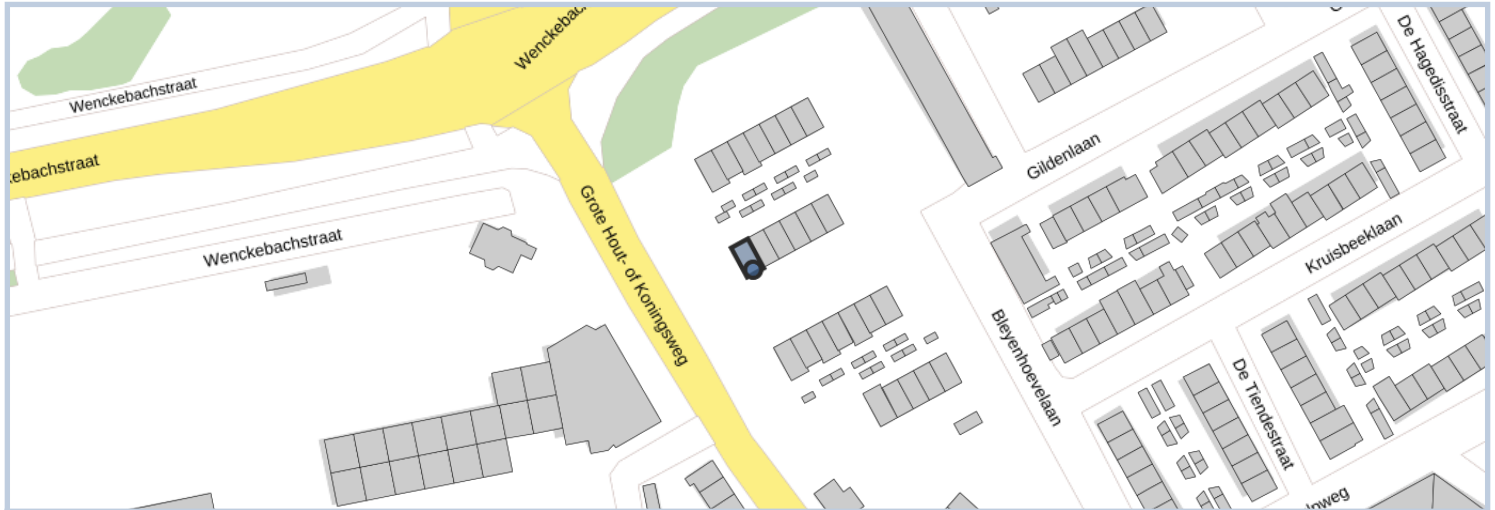 Wenckebac
De Hagedisstraat
Wenckebachstraat
Gildenlaan
kebachstraat
Grote Hout- of Koningsweg
Wenckebachstraat
Kruisbeeklaan
Bleyenhoevelaan
De Tiendestraat